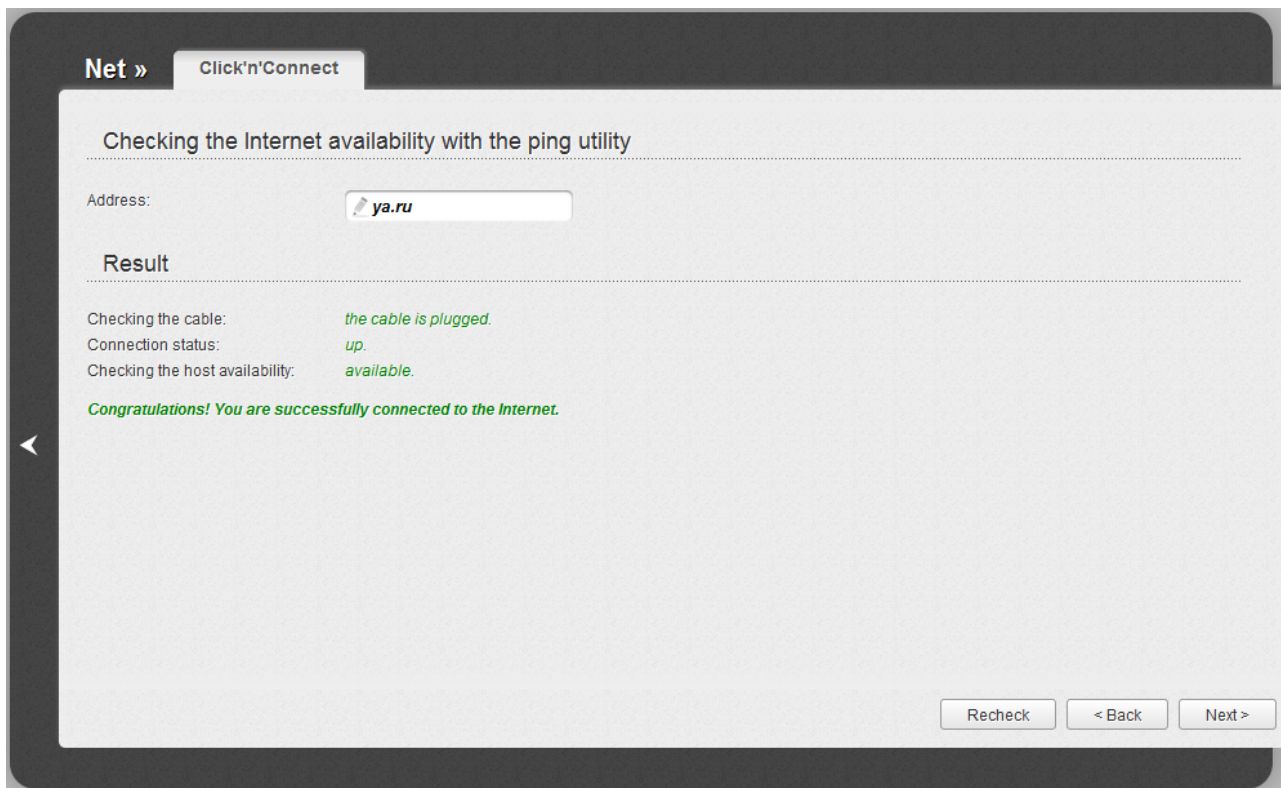 Net » Click'n'Connect
Checking the Internet availability with the ping utility
Address: ya.ru
Result
Checking the cable: the cable is plugged.
Connection status: up.
Checking the host availability: available.
Congratulations! You are successfully connected to the Internet.
Recheck < Back Next >